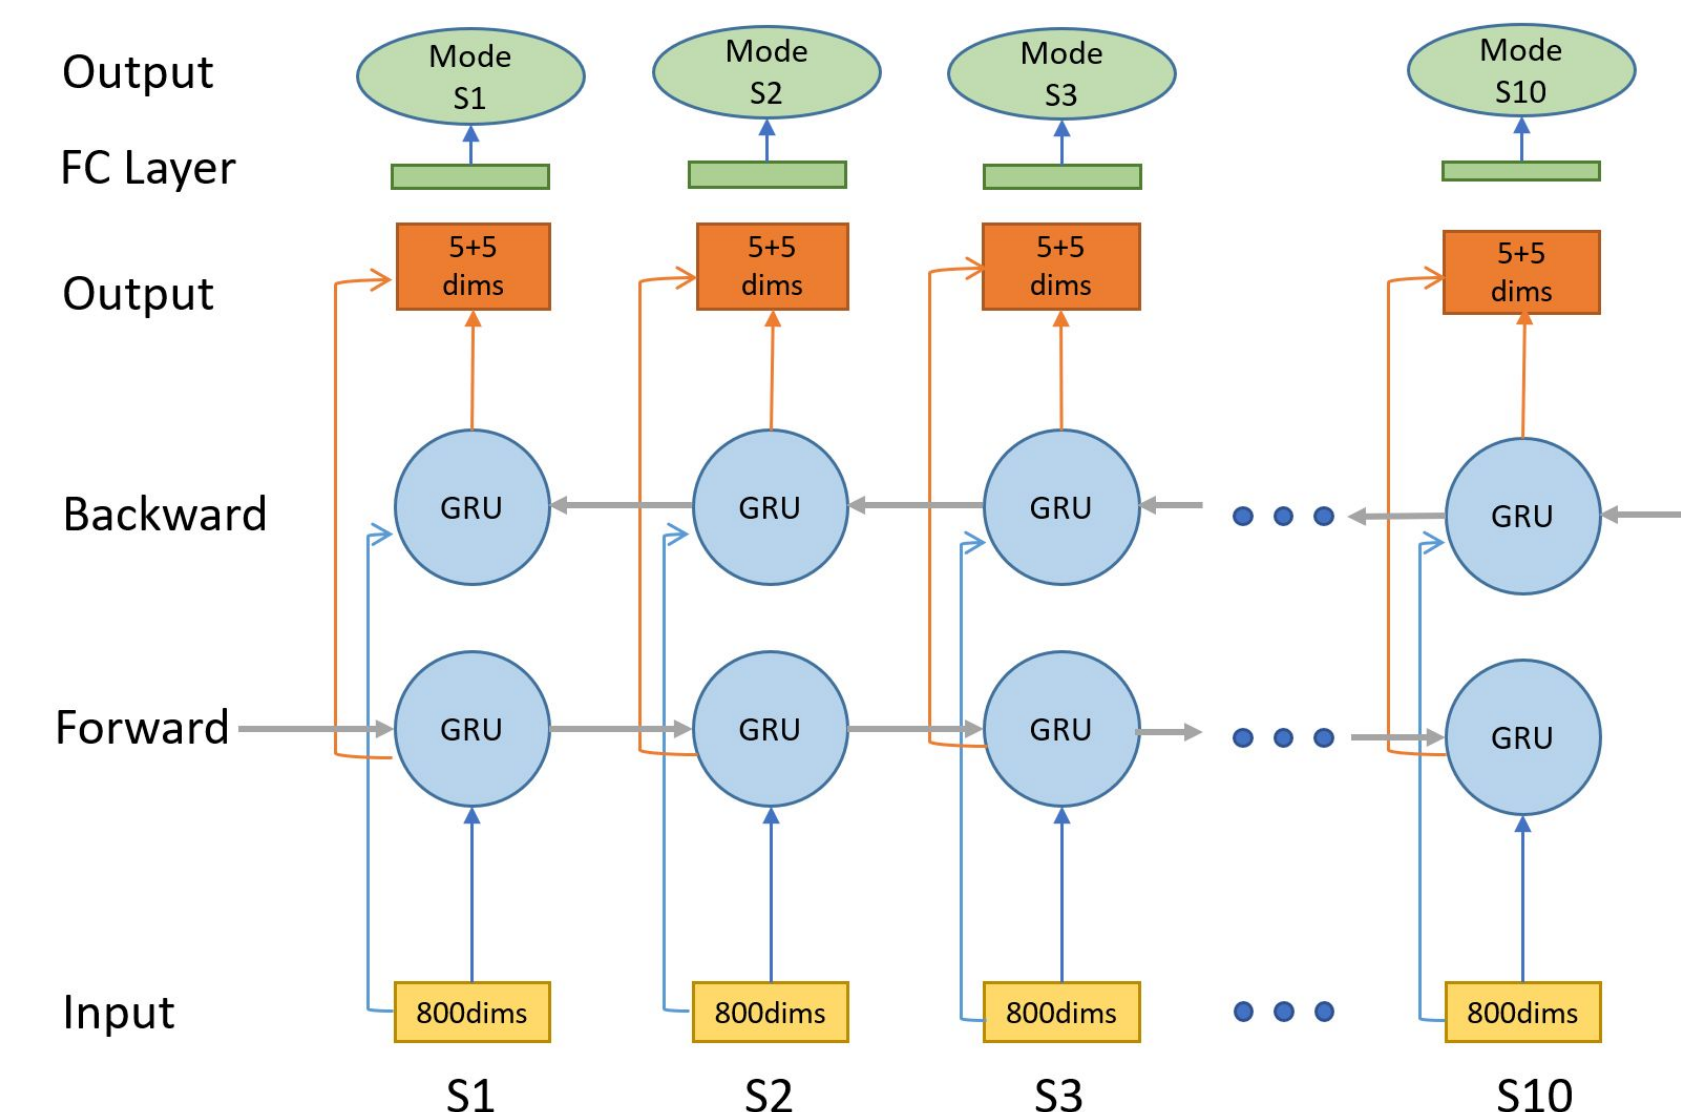 Output
Mode
S1
Mode
S2
Mode
S3
Mode
S10
FC Layer
Output
5+5
dims
5+5
dims
5+5
dims
5+5
dims
Backward
GRU
GRU
GRU
GRU
Forward
GRU
GRU
GRU
GRU
Input
800dims
800dims
800dims
800dims
S1
S2
S3
S10